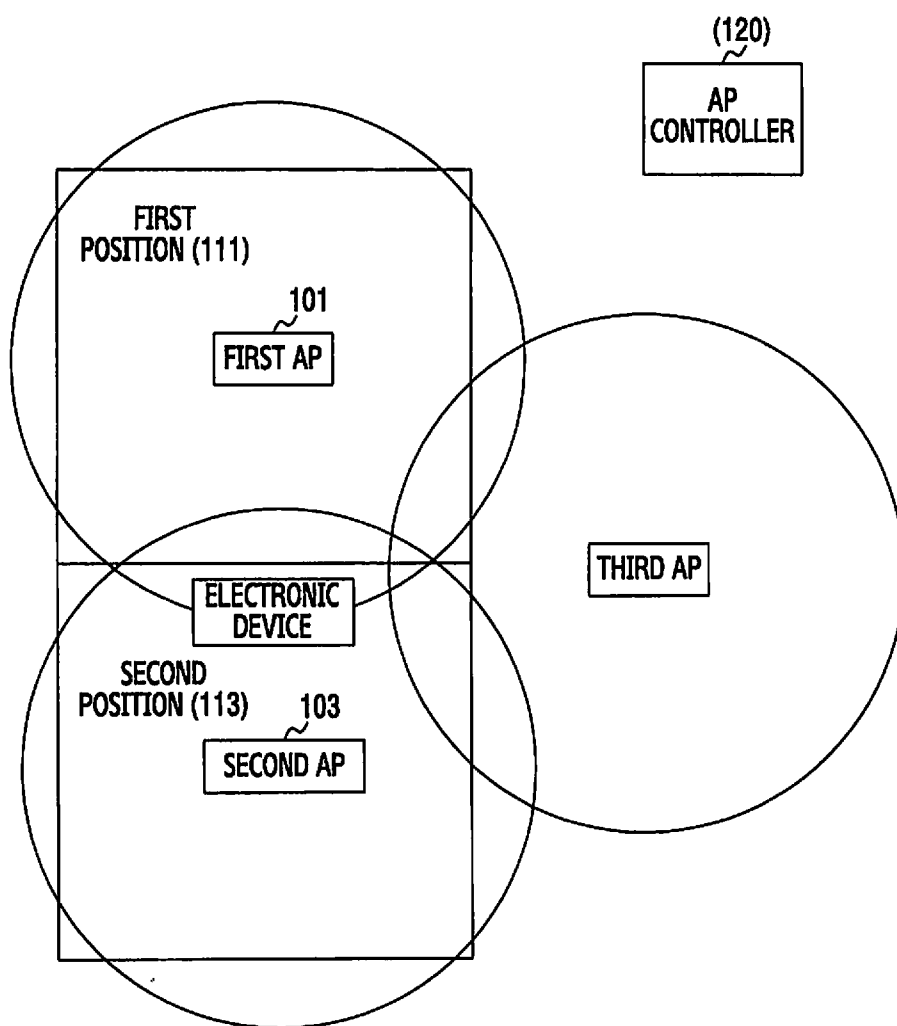 (120)
AP
CONTROLLER
FIRST
POSITION (111)
101
FIRST AP
THIRD AP
ELECTRONIC
DEVICE
SECOND
POSITION (113)
103
SECOND AP